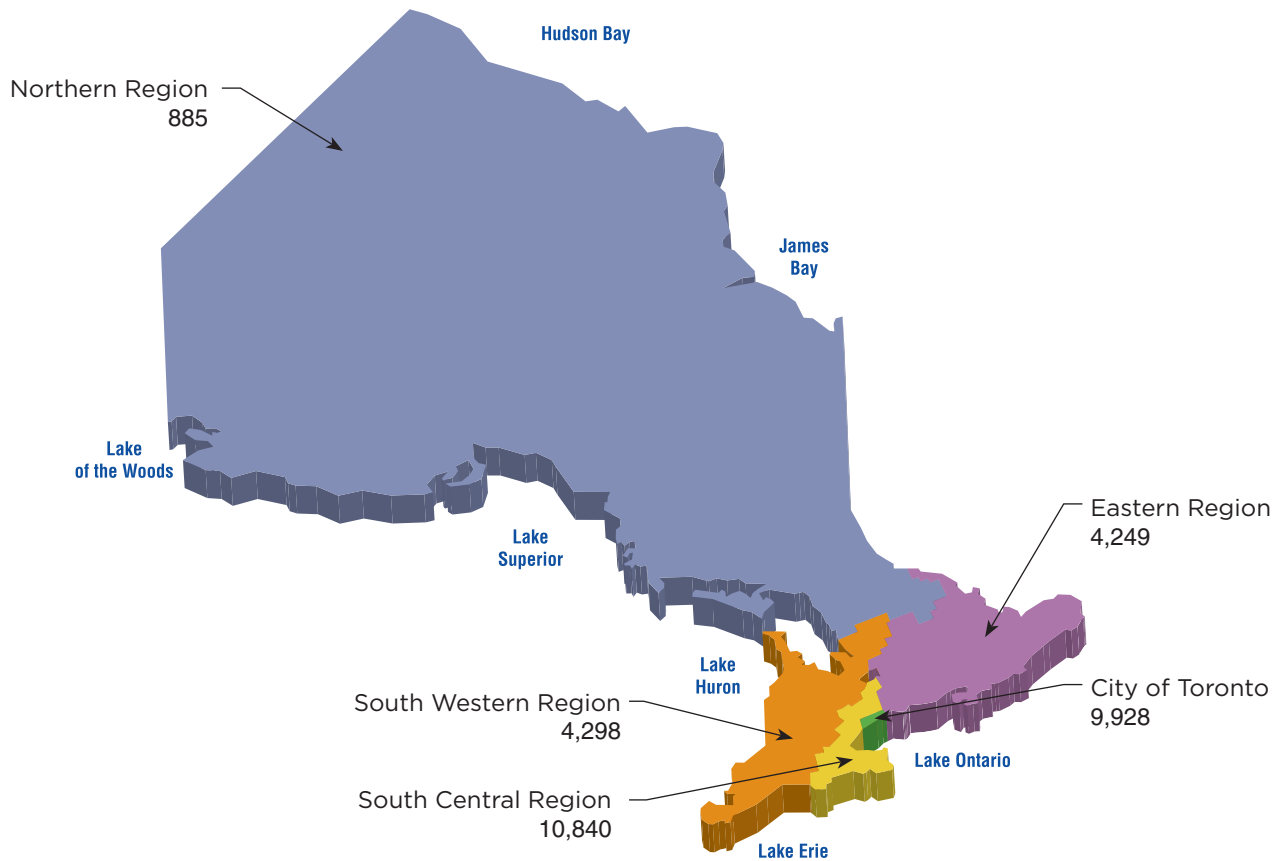 Hudson Bay
Northern Region
885
James
Bay
Lake
of the Woods
Lake
Superior
Eastern Region
4,249
Lake
Huron
South Western Region
4,298
City of Toronto
9,928
Lake Ontario
South Central Region
10,840
Lake Erie